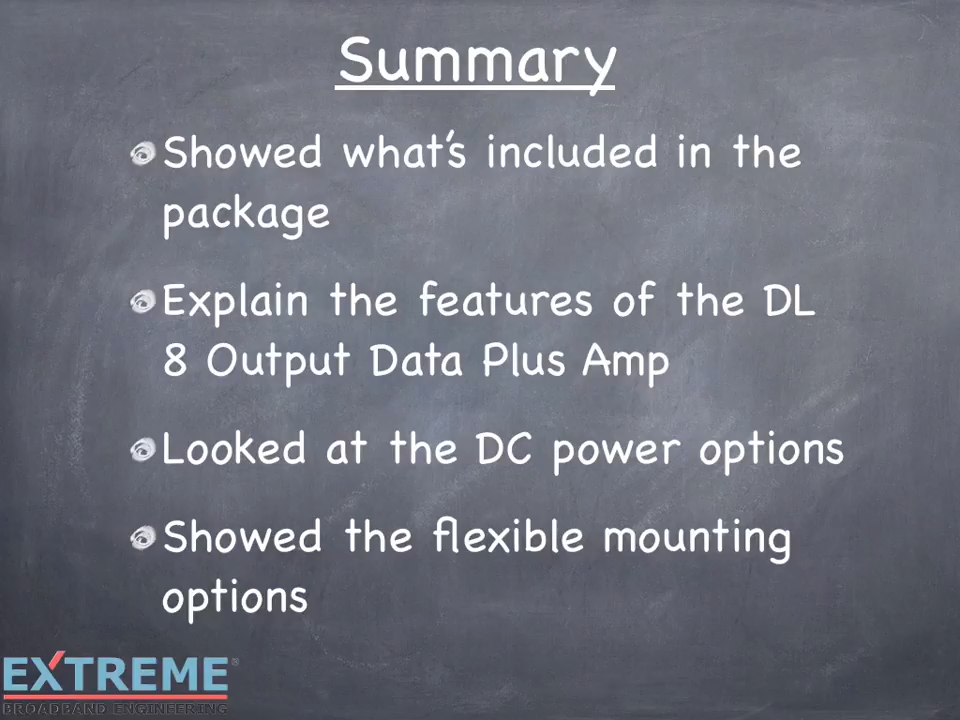 Summary
Showed what's included in the
package
Explain the features of the DL
8 Output Data Plus Amp
Looked at the DC power options
Showed the flexible mounting
options
EXTREME®
BROADBAND ENGINEERING